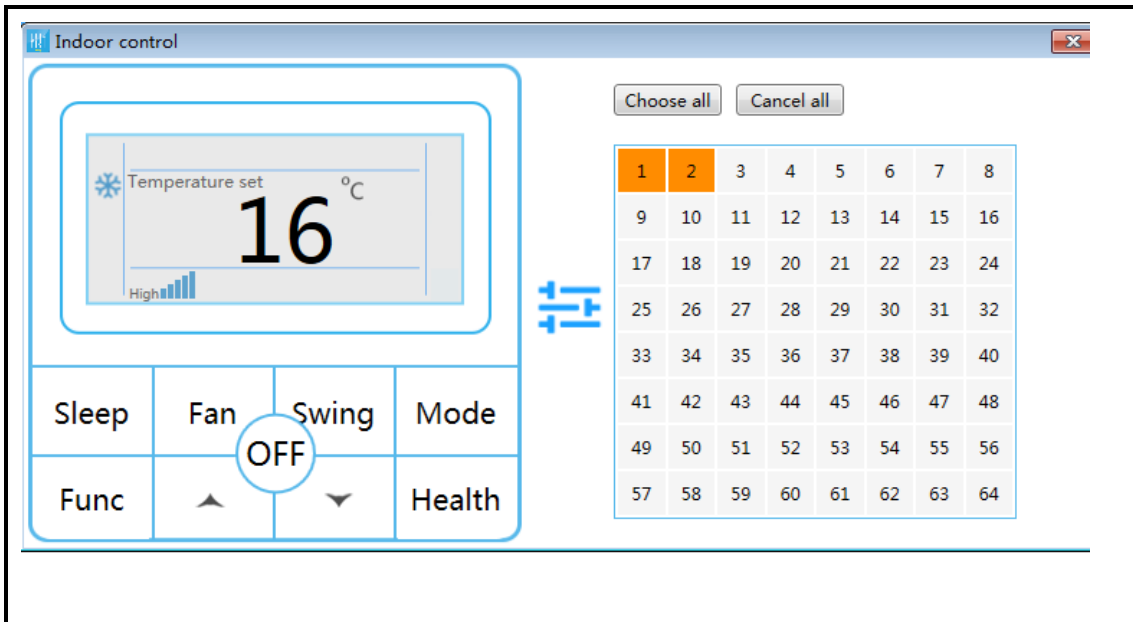 Indoor control
Choose all Cancel all
Temperature set °C
16
High
1 2 3 4 5 6 7 8
9 10 11 12 13 14 15 16
17 18 19 20 21 22 23 24
25 26 27 28 29 30 31 32
33 34 35 36 37 38 39 40
41 42 43 44 45 46 47 48
49 50 51 52 53 54 55 56
57 58 59 60 61 62 63 64
Sleep Fan Swing Mode
OFF
Func Health